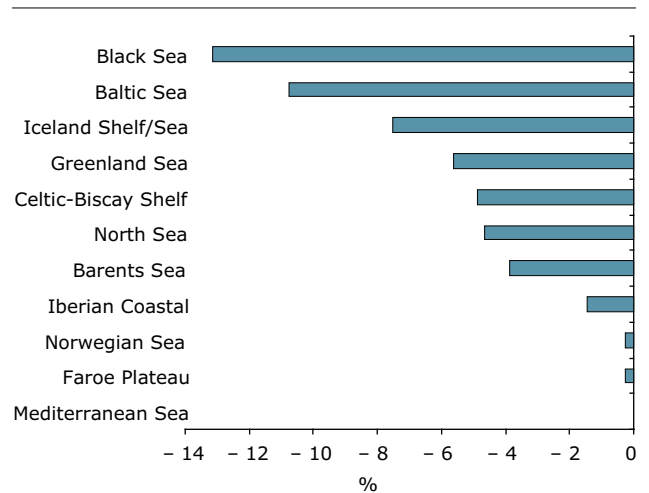 Black Sea
Baltic Sea
Iceland Shelf/Sea
Greenland Sea
Celtic-Biscay Shelf
North Sea
Barents Sea
Iberian Coastal
Norwegian Sea
Faroe Plateau
Mediterranean Sea
– 14 – 12 – 10 – 8 – 6 – 4 – 2 0
%